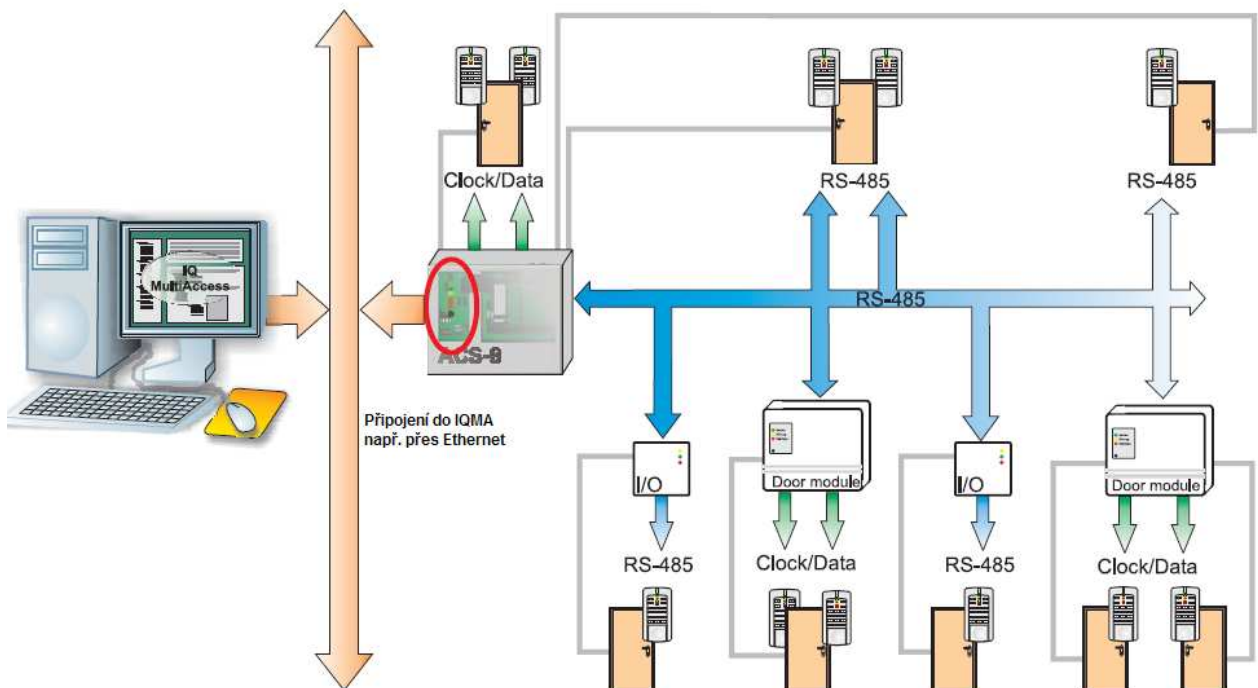 Clock/Data
RS-485
RS-485
IQ
MultiAccess
RS-485
ACS-8
Připojení do IQMA
např. přes Ethernet
I/O
Door module
I/O
Door module
RS-485
Clock/Data
RS-485
Clock/Data